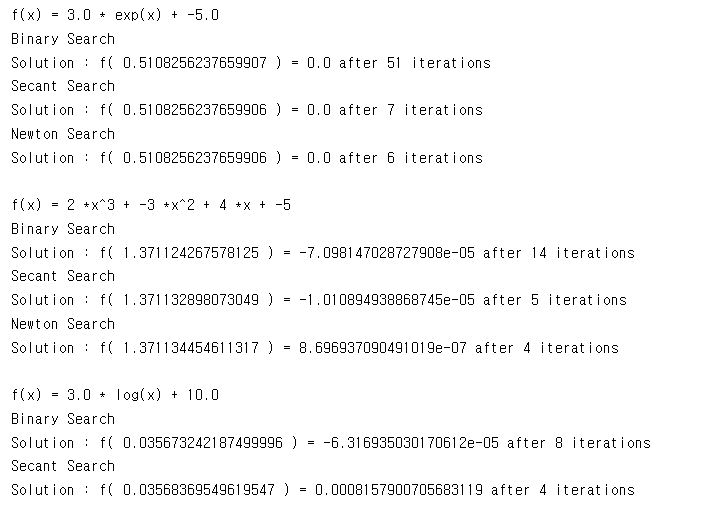 f(x) = 3.0 * exp(x) + -5.0
Binary Search
Solution : f( 0.5108256237659907 ) = 0.0 after 51 iterations
Secant Search
Solution : f( 0.5108256237659906 ) = 0.0 after 7 iterations
Newton Search
Solution : f( 0.5108256237659906 ) = 0.0 after 6 iterations
f(x) = 2 *x^3 + -3 *x^2 + 4 *x + -5
Binary Search
Solution : f( 1.371124267578125 ) = -7.098147028727908e-05 after 14 iterations
Secant Search
Solution : f( 1.371132898073049 ) = -1.010894938868745e-05 after 5 iterations
Newton Search
Solution : f( 1.371134454611317 ) = 8.696937090491019e-07 after 4 iterations
f(x) = 3.0 * log(x) + 10.0
Binary Search
Solution : f( 0.035673242187499996 ) = -6.316935030170612e-05 after 8 iterations
Secant Search
Solution : f( 0.03568369549619547 ) = 0.0008157900705683119 after 4 iterations